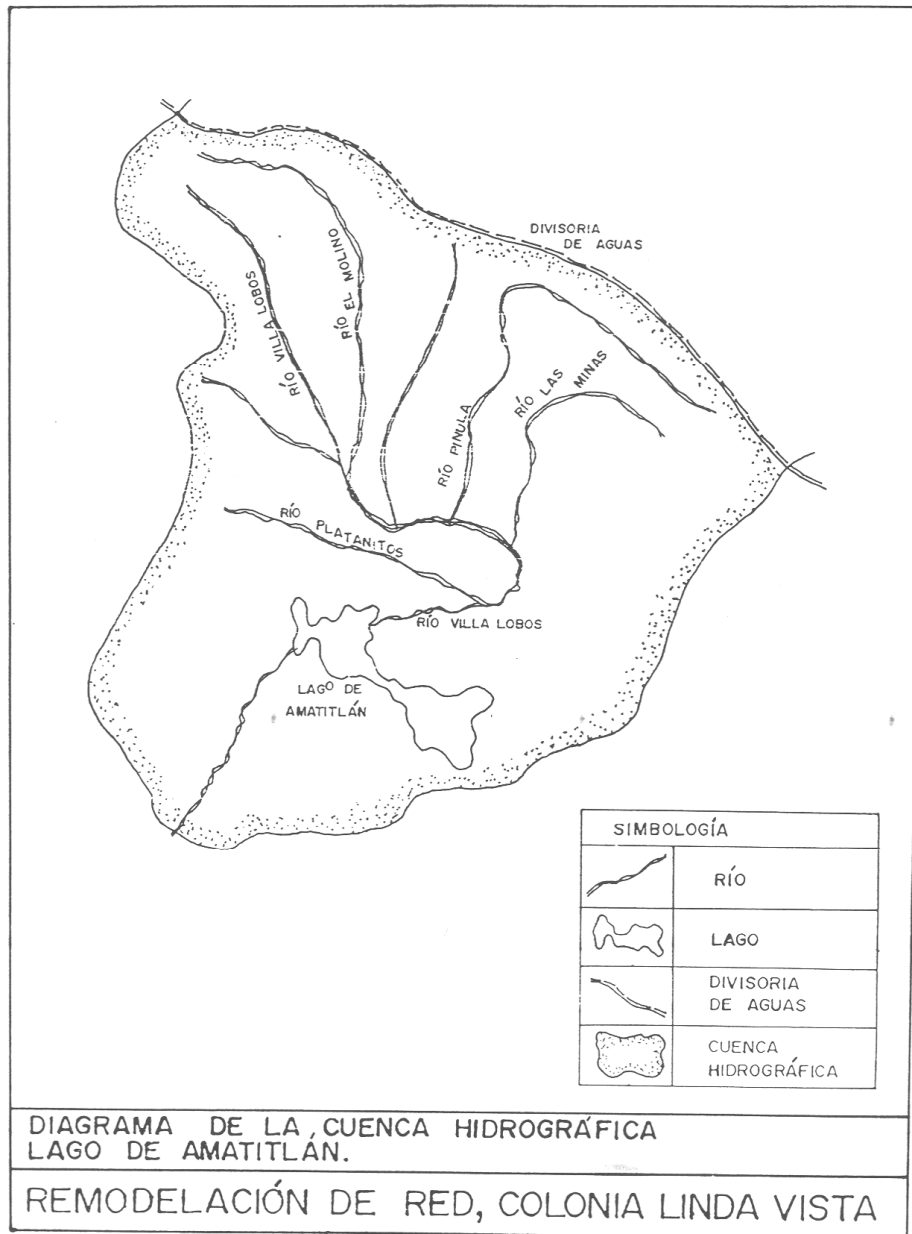 DIVISORIA
DE AGUAS
RÍO VILLA LOBOS
RÍO EL MOLINO
RÍO PINULA
RÍO LAS MINAS
RÍO PLATANITOS
RÍO VILLA LOBOS
LAGO DE
AMATITLÁN
SIMBOLOGÍA
RÍO
LAGO
DIVISORIA
DE AGUAS
CUENCA
HIDROGRÁFICA
DIAGRAMA DE LA CUENCA HIDROGRÁFICA
LAGO DE AMATITLÁN.
REMODELACIÓN DE RED, COLONIA LINDA VISTA